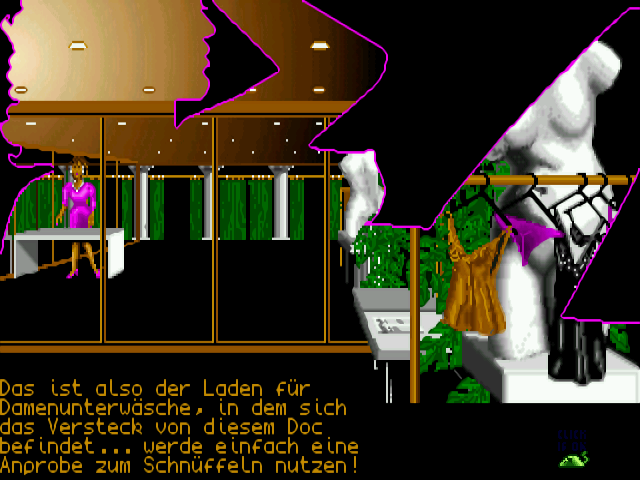 Das ist also der Laden für
Damenunterwäsche, in dem sich
das Versteck von diesem Doc
befindet... werde einfach eine
Anprobe zum Schnüffeln nutzen!